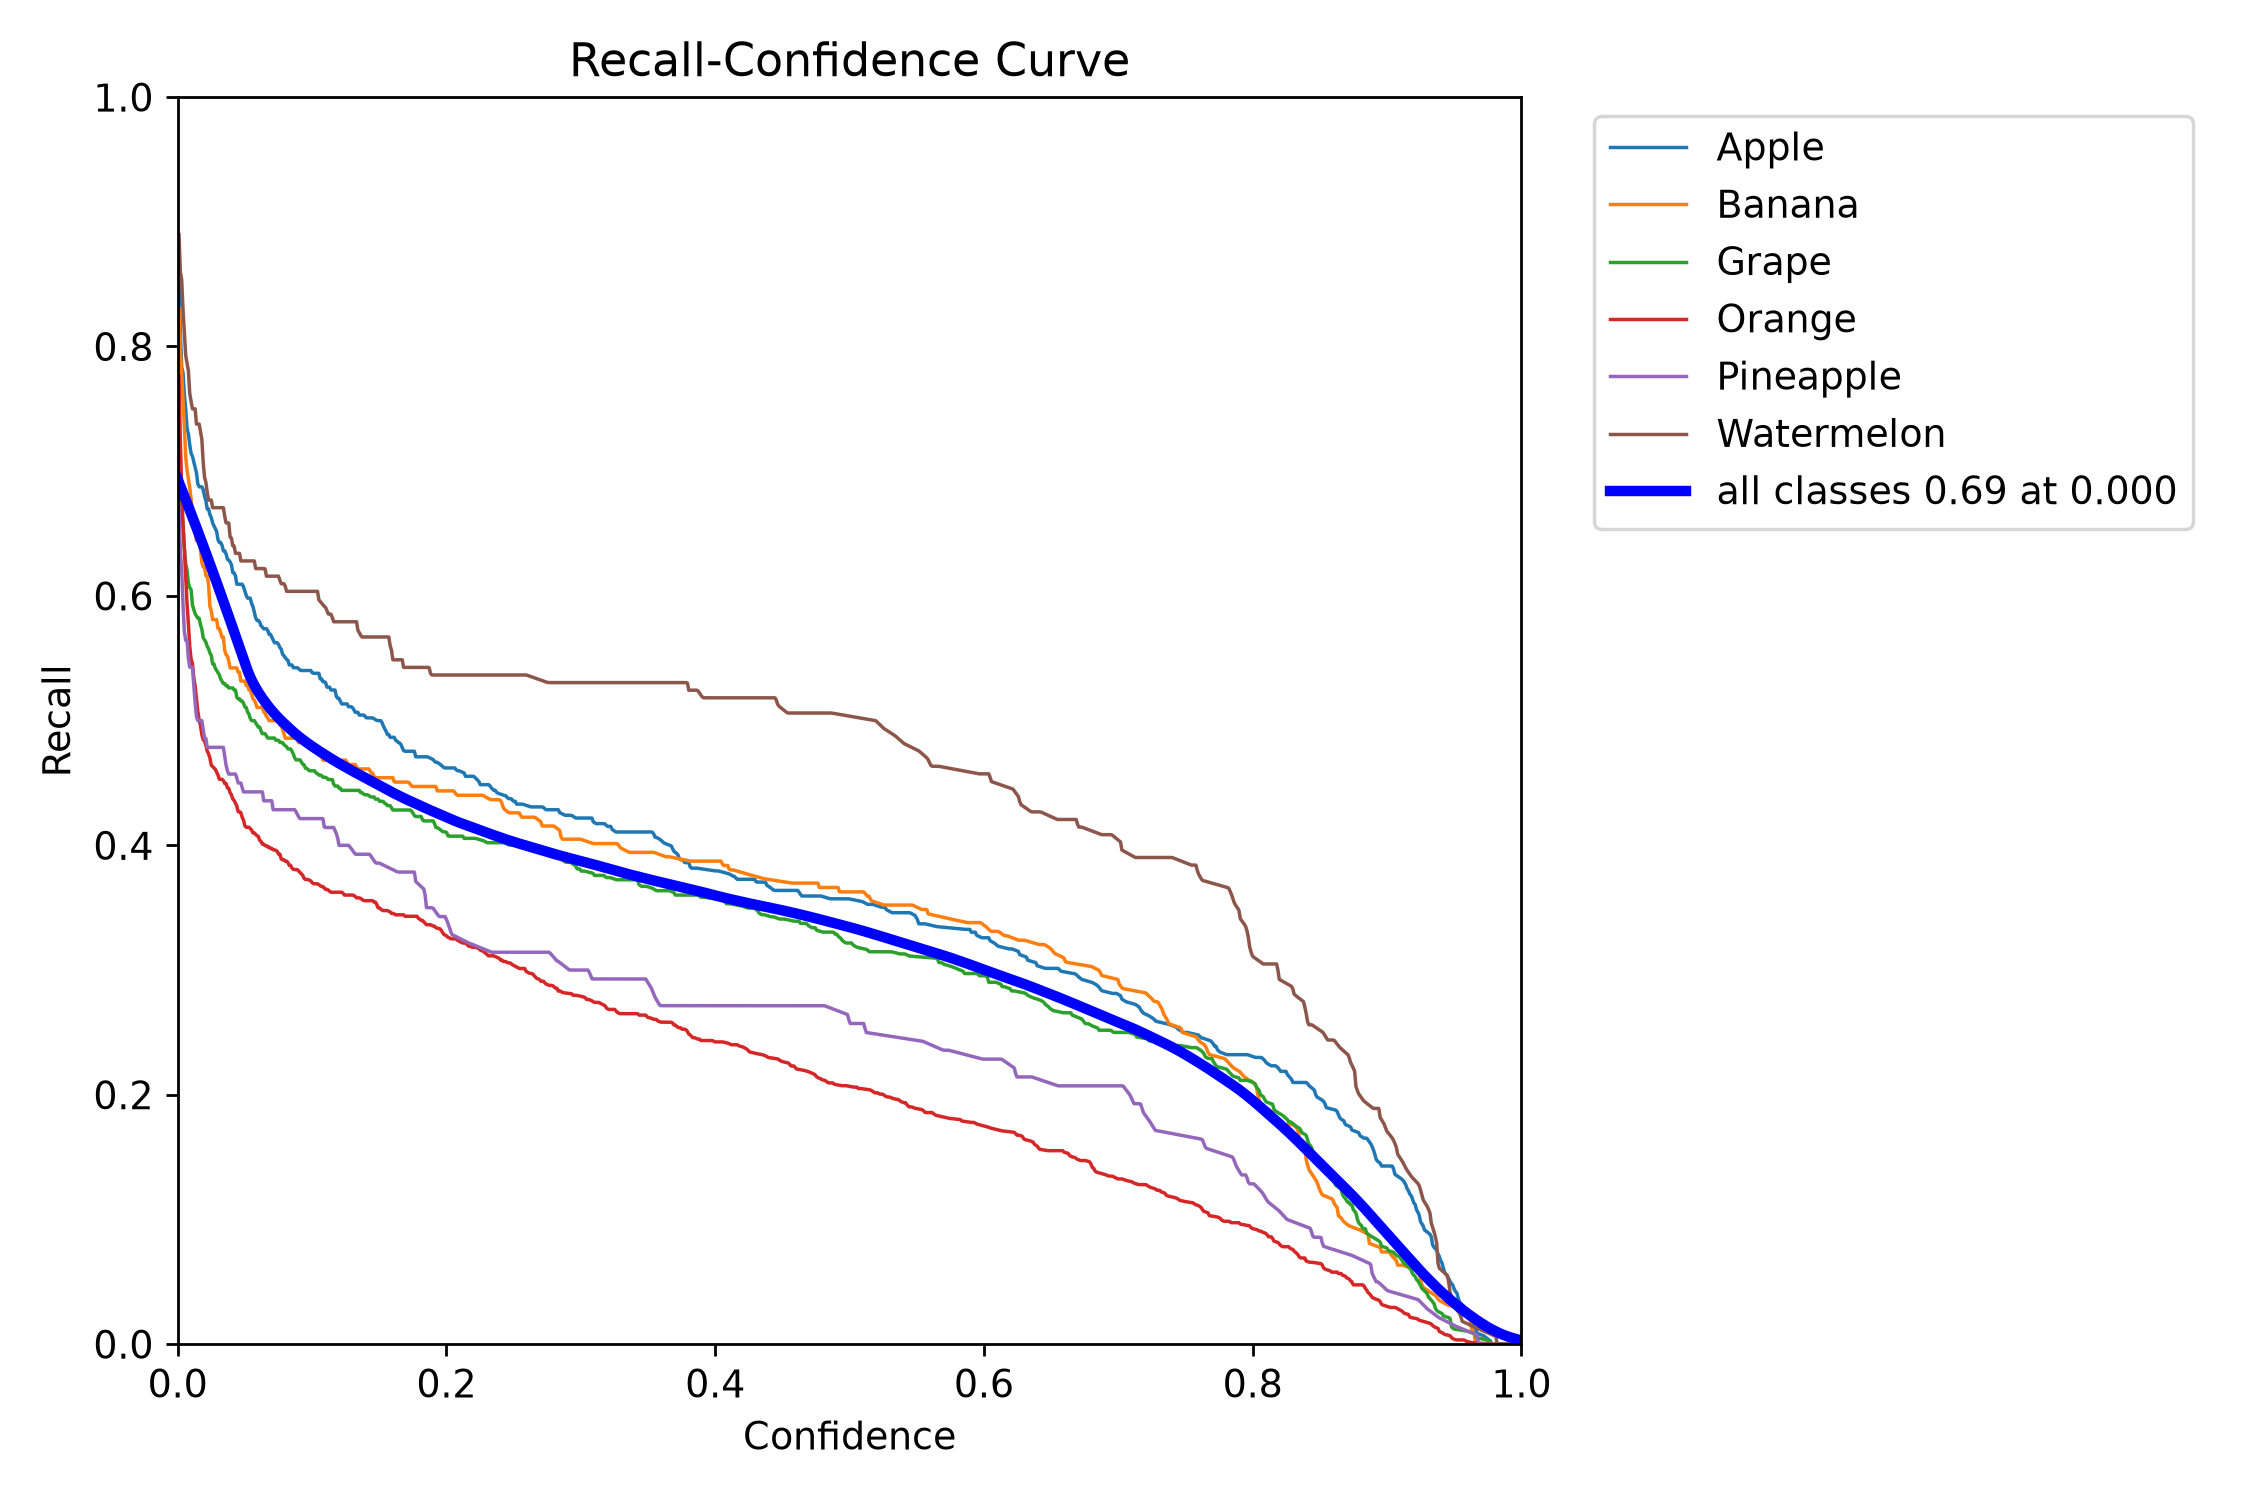 Recall-Confidence Curve
1.0
0.8
0.6
0.4
0.2
0.0
Recall
0.0 0.2 0.4 0.6 0.8 1.0
Confidence
Apple
Banana
Grape
Orange
Pineapple
Watermelon
all classes 0.69 at 0.000